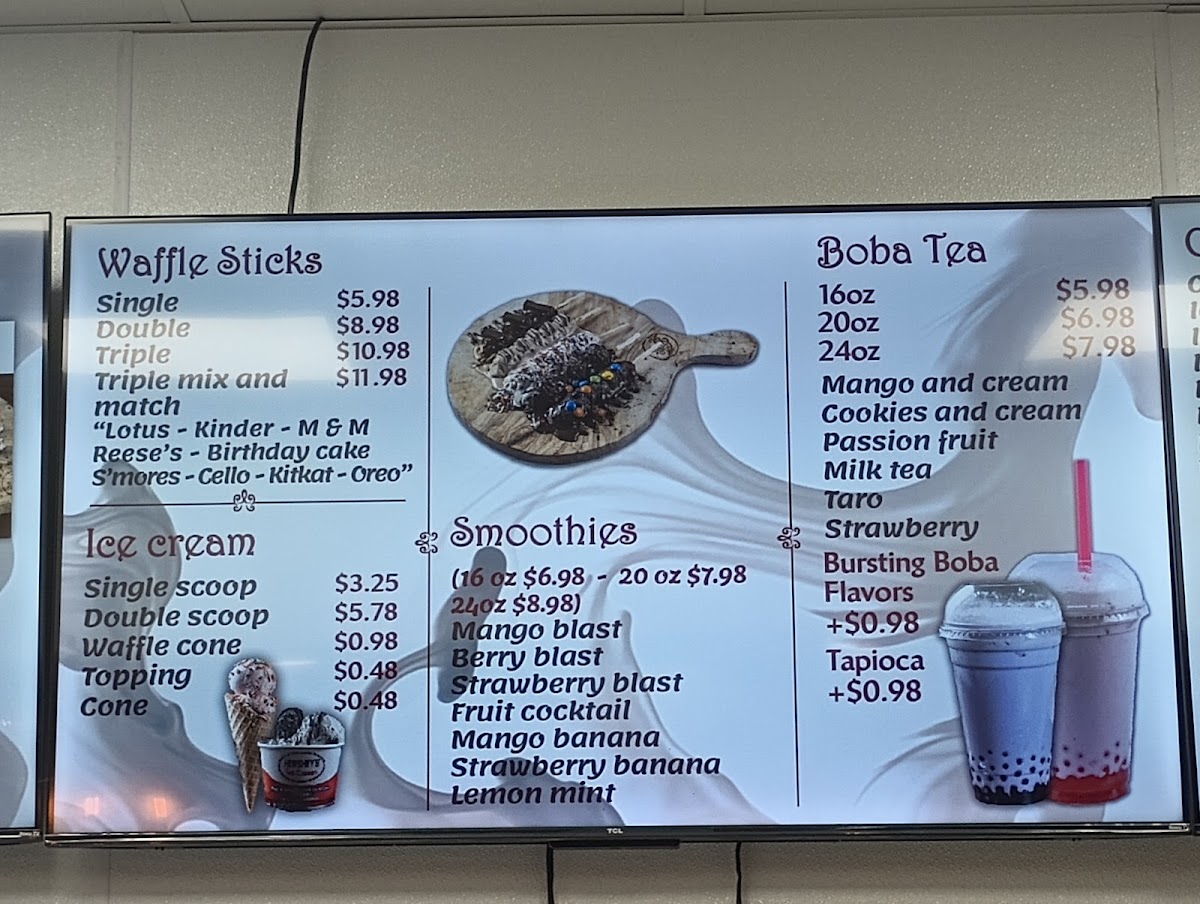 Waffle Sticks
Single $5.98
Double $8.98
Triple $10.98
Triple mix and $11.98
match
“Lotus - Kinder - M & M
Reese's - Birthday cake
S'mores - Cello - Kitkat - Oreo”
Ice cream
Single scoop $3.25
Double scoop $5.78
Waffle cone $0.98
Topping $0.48
Cone $0.48
HERSHEY'S
Ice Cream
Smoothies
(16 oz $6.98 - 20 oz $7.98
24oz $8.98)
Mango blast
Berry blast
Strawberry blast
Fruit cocktail
Mango banana
Strawberry banana
Lemon mint
Boba Tea
16oz $5.98
20oz $6.98
24oz $7.98
Mango and cream
Cookies and cream
Passion fruit
Milk tea
Taro
Strawberry
Bursting Boba
Flavors
+$0.98
Tapioca
+$0.98
TCL